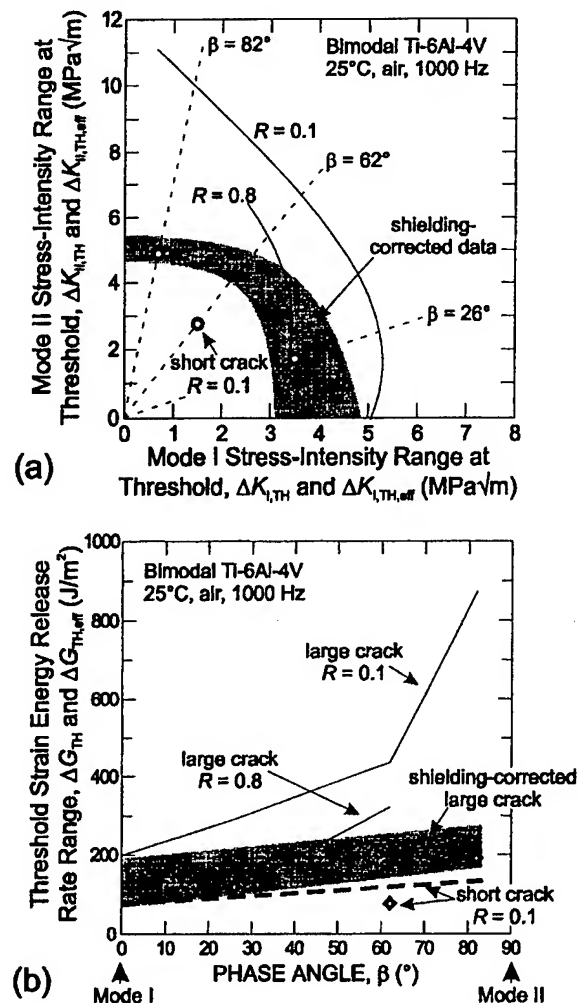 12
10
8
6
4
2
0
Mode II Stress-Intensity Range at
Threshold, ΔK_II,TH and ΔK_II,TH,eff (MPa√m)
β = 82°
Bimodal Ti-6Al-4V
25°C, air, 1000 Hz
R = 0.1
β = 62°
R = 0.8
shielding-
corrected data
β = 26°
short crack
R = 0.1
0 1 2 3 4 5 6 7 8
(a)
Mode I Stress-Intensity Range at
Threshold, ΔK_I,TH and ΔK_I,TH,eff (MPa√m)
1000
800
600
400
200
0
Threshold Strain Energy Release
Rate Range, ΔG_TH and ΔG_TH,eff (J/m²)
Bimodal Ti-6Al-4V
25°C, air, 1000 Hz
large crack
R = 0.1
large crack
R = 0.8
shielding-corrected
large crack
short crack
R = 0.1
0 10 20 30 40 50 60 70 80 90
(b)
PHASE ANGLE, β (°)
Mode I
Mode II